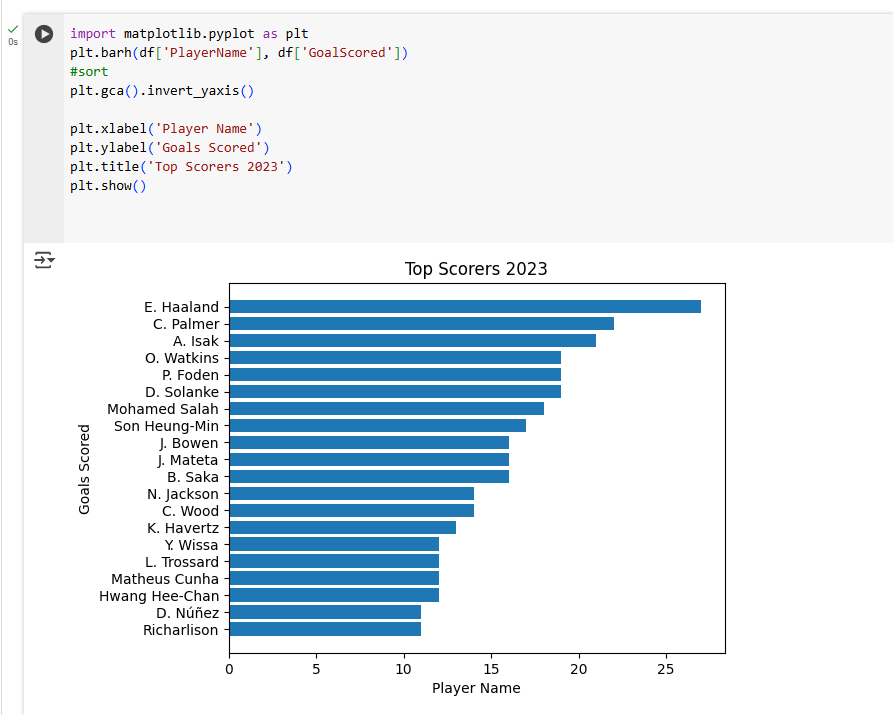 0s
import matplotlib.pyplot as plt
plt.barh(df['PlayerName'], df['GoalScored'])
#sort
plt.gca().invert_yaxis()
plt.xlabel('Player Name')
plt.ylabel('Goals Scored')
plt.title('Top Scorers 2023')
plt.show()
Top Scorers 2023
Goals Scored
E. Haaland
C. Palmer
A. Isak
O. Watkins
P. Foden
D. Solanke
Mohamed Salah
Son Heung-Min
J. Bowen
J. Mateta
B. Saka
N. Jackson
C. Wood
K. Havertz
Y. Wissa
L. Trossard
Matheus Cunha
Hwang Hee-Chan
D. Núñez
Richarlison
0 5 10 15 20 25
Player Name